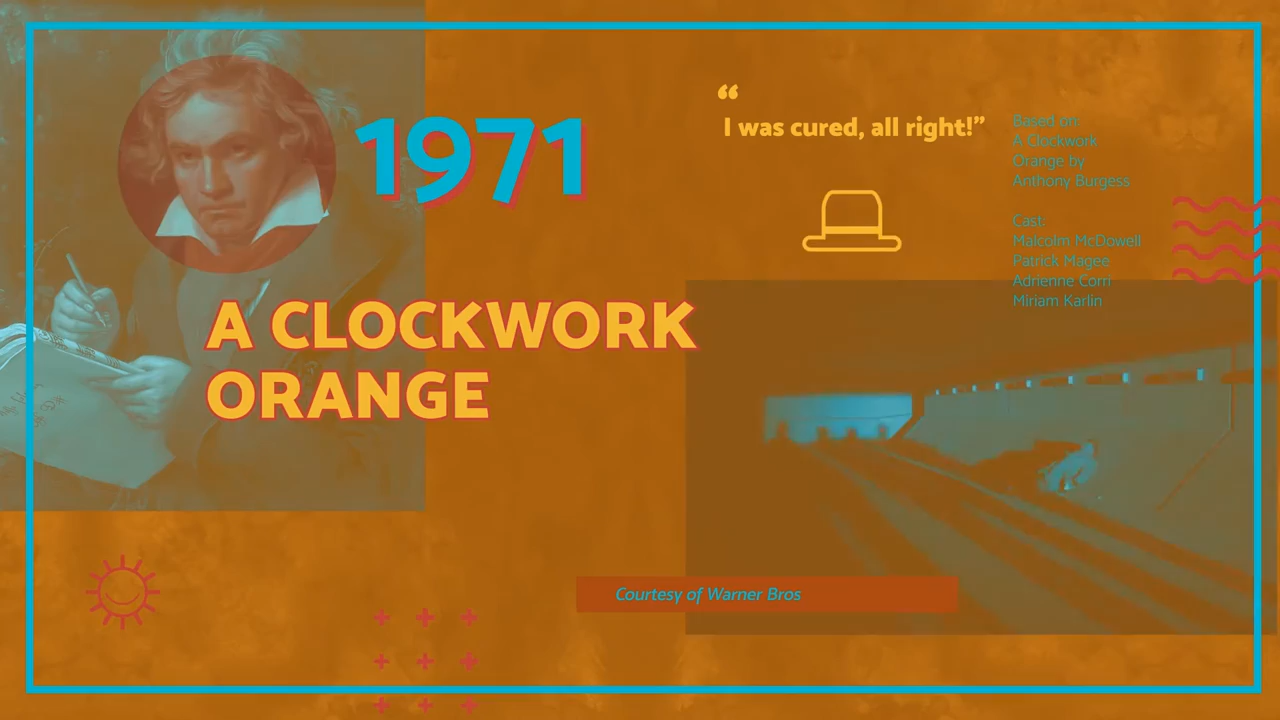 1971
A CLOCKWORK
ORANGE
“
I was cured, all right!”
Based on:
A Clockwork
Orange by
Anthony Burgess
Cast:
Malcolm McDowell
Patrick Magee
Adrienne Corri
Miriam Karlin
Courtesy of Warner Bros